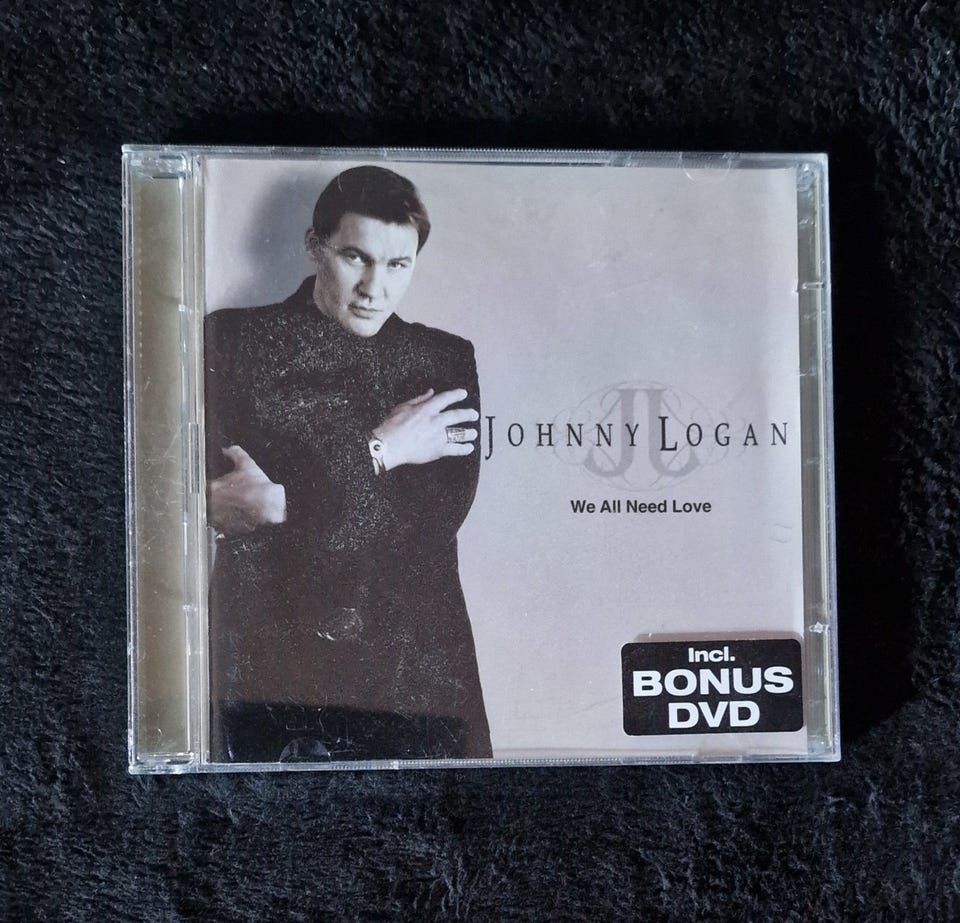 JOHNNY LOGAN
We All Need Love
Incl.
BONUS
DVD